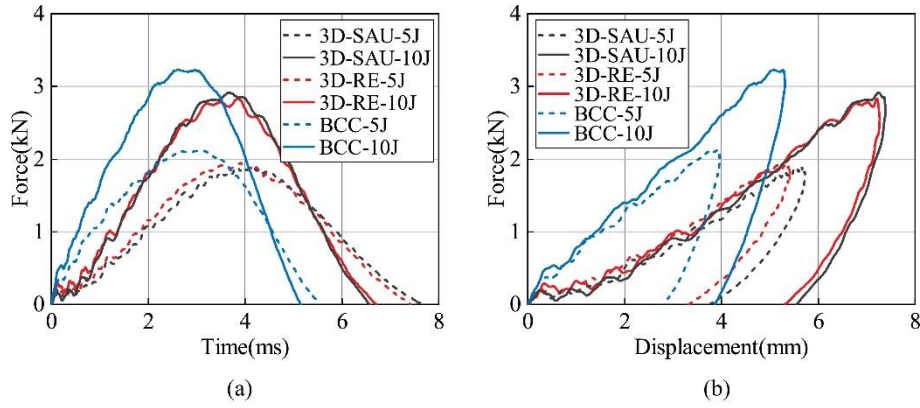 4
3
2
1
0
Force(kN)
0 2 4 6 8
Time(ms)
3D-SAU-5J
3D-SAU-10J
3D-RE-5J
3D-RE-10J
BCC-5J
BCC-10J
(a)
4
3
2
1
0
Force(kN)
0 2 4 6 8
Displacement(mm)
3D-SAU-5J
3D-SAU-10J
3D-RE-5J
3D-RE-10J
BCC-5J
BCC-10J
(b)